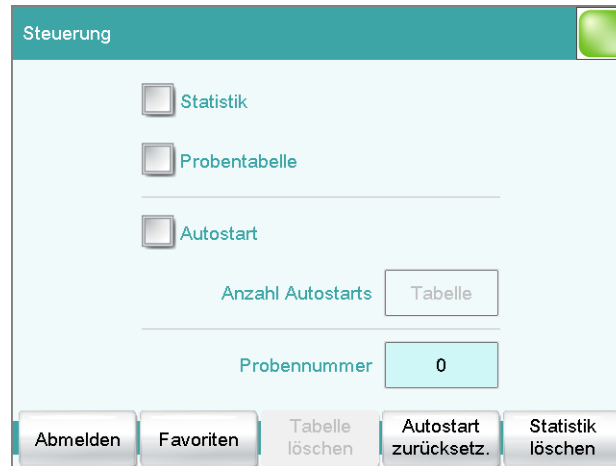 Steuerung
Statistik
Probentabelle
Autostart
Anzahl Autostarts Tabelle
Probennummer 0
Abmelden Favoriten Tabelle löschen Autostart zurücksetz. Statistik löschen